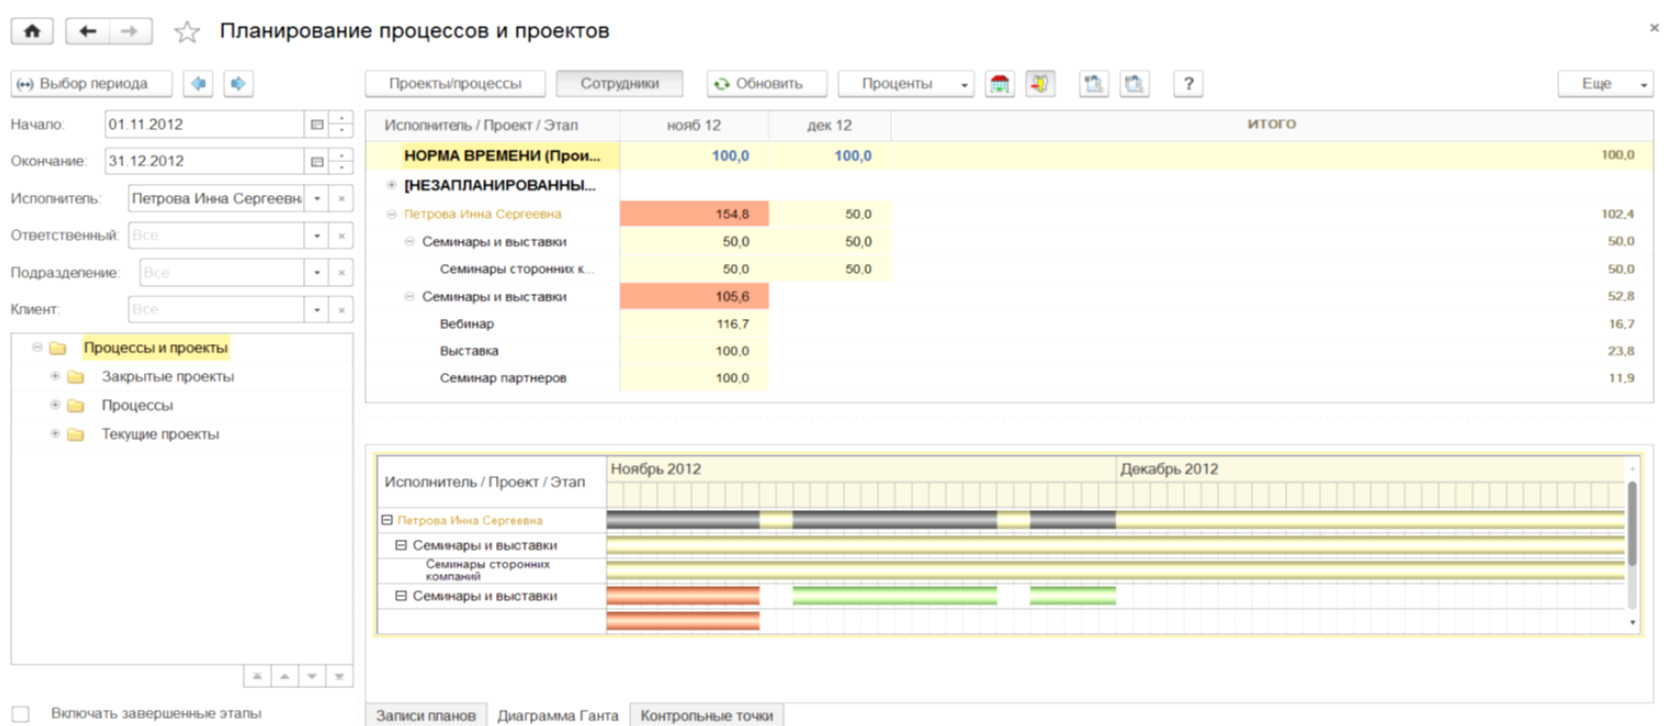 Планирование процессов и проектов
Выбор периода
Проекты/процессы Сотрудники Обновить Проценты ? Еще
Начало: 01.11.2012
Окончание: 31.12.2012
Исполнитель: Петрова Инна Сергеевн
Ответственный: Все
Подразделение: Все
Клиент: Все
Процессы и проекты
Закрытые проекты
Процессы
Текущие проекты
Включать завершенные этапы
Исполнитель / Проект / Этап нояб 12 дек 12 ИТОГО
НОРМА ВРЕМЕНИ (Прои... 100,0 100,0 100,0
[НЕЗАПЛАНИРОВАННЫ...
Петрова Инна Сергеевна 154,8 50,0 102,4
Семинары и выставки 50,0 50,0 50,0
Семинары сторонних к... 50,0 50,0 50,0
Семинары и выставки 105,6 52,8
Вебинар 116,7 16,7
Выставка 100,0 23,8
Семинар партнеров 100,0 11,9
Исполнитель / Проект / Этап Ноябрь 2012 Декабрь 2012
Петрова Инна Сергеевна
Семинары и выставки
Семинары сторонних
компаний
Семинары и выставки
Записи планов Диаграмма Ганта Контрольные точки